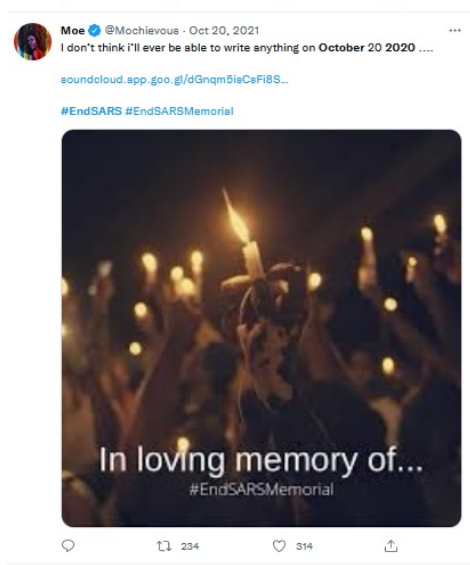 Moe @Mochievous · Oct 20, 2021
I don't think i'll ever be able to write anything on October 20 2020 ....
soundcloud.app.goo.gl/dGnqm5isCsFi8S...
#EndSARS #EndSARSMemorial
In loving memory of...
#EndSARSMemorial
234 314